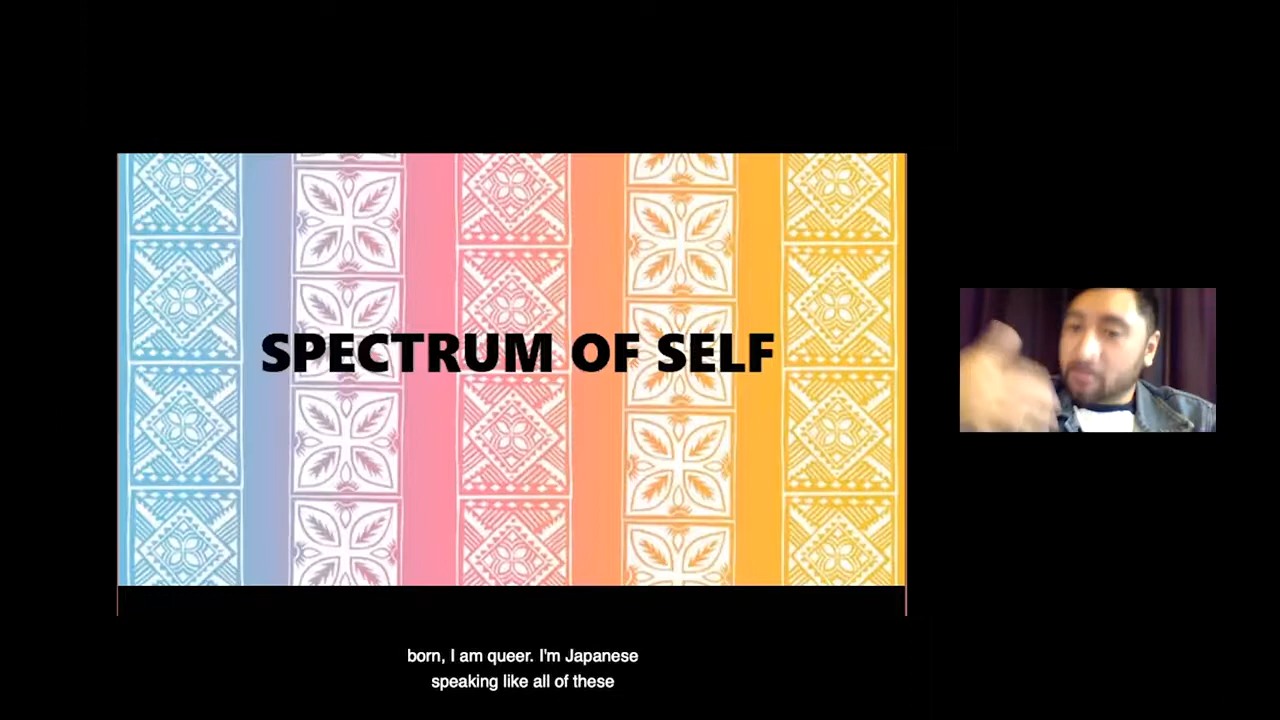 SPECTRUM OF SELF
born, I am queer. I'm Japanese
speaking like all of these